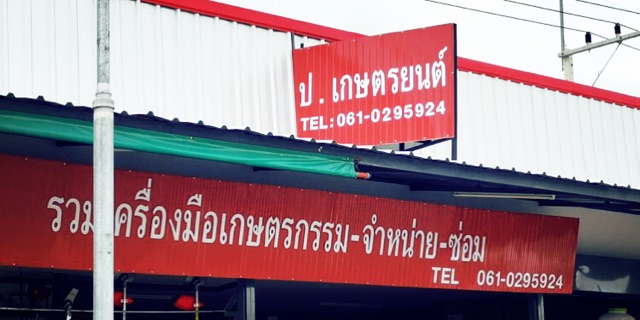 ป . เกษตรยนต์
TEL : 061-0295924
รวมเครื่องมือเกษตรกรรม-จำหน่าย-ซ่อม
TEL 061-0295924